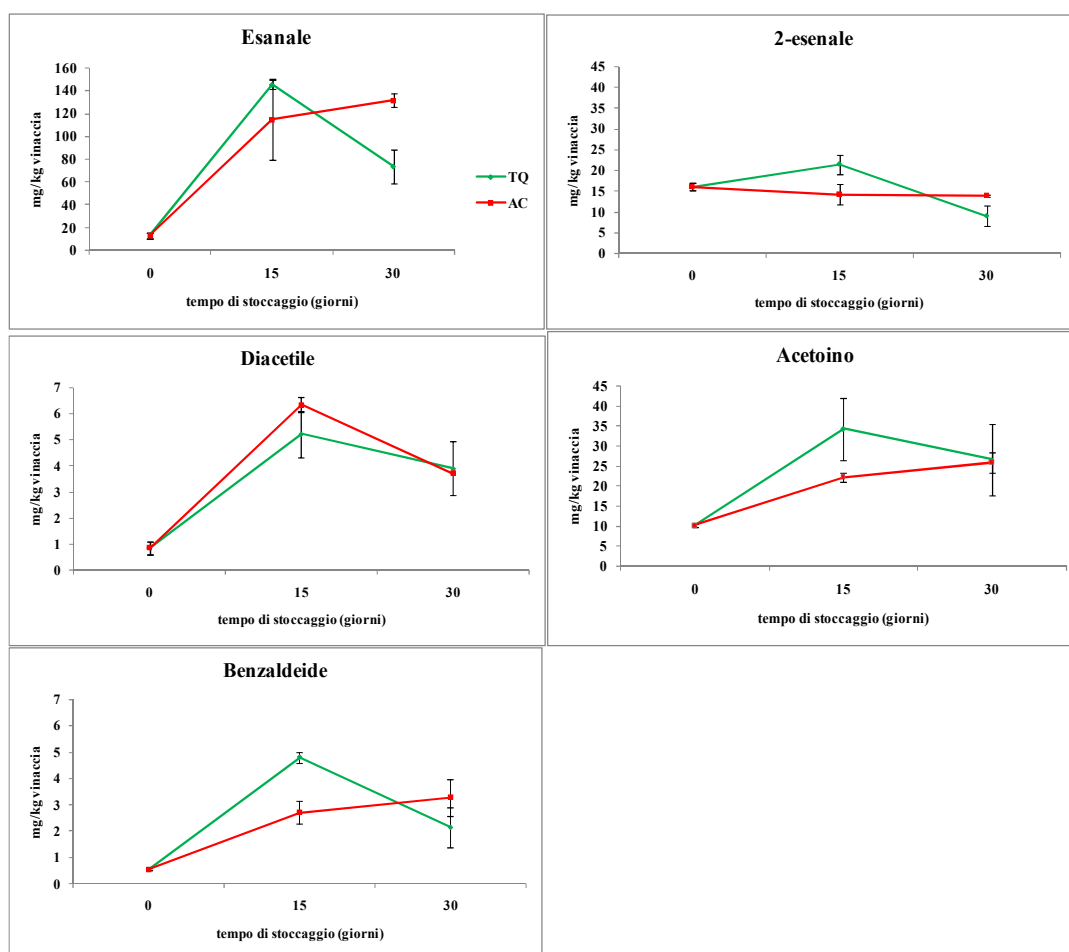 Esanale
160
140
120
100
80
60
40
20
0
mg/kg vinaccia
0 15 30
tempo di stoccaggio (giorni)
TQ
AC
2-esenale
45
40
35
30
25
20
15
10
5
0
mg/kg vinaccia
0 15 30
tempo di stoccaggio (giorni)
Diacetile
7
6
5
4
3
2
1
0
mg/kg vinaccia
0 15 30
tempo di stoccaggio (giorni)
Acetoino
45
40
35
30
25
20
15
10
5
0
mg/kg vinaccia
0 15 30
tempo di stoccaggio (giorni)
Benzaldeide
7
6
5
4
3
2
1
0
mg/kg vinaccia
0 15 30
tempo di stoccaggio (giorni)